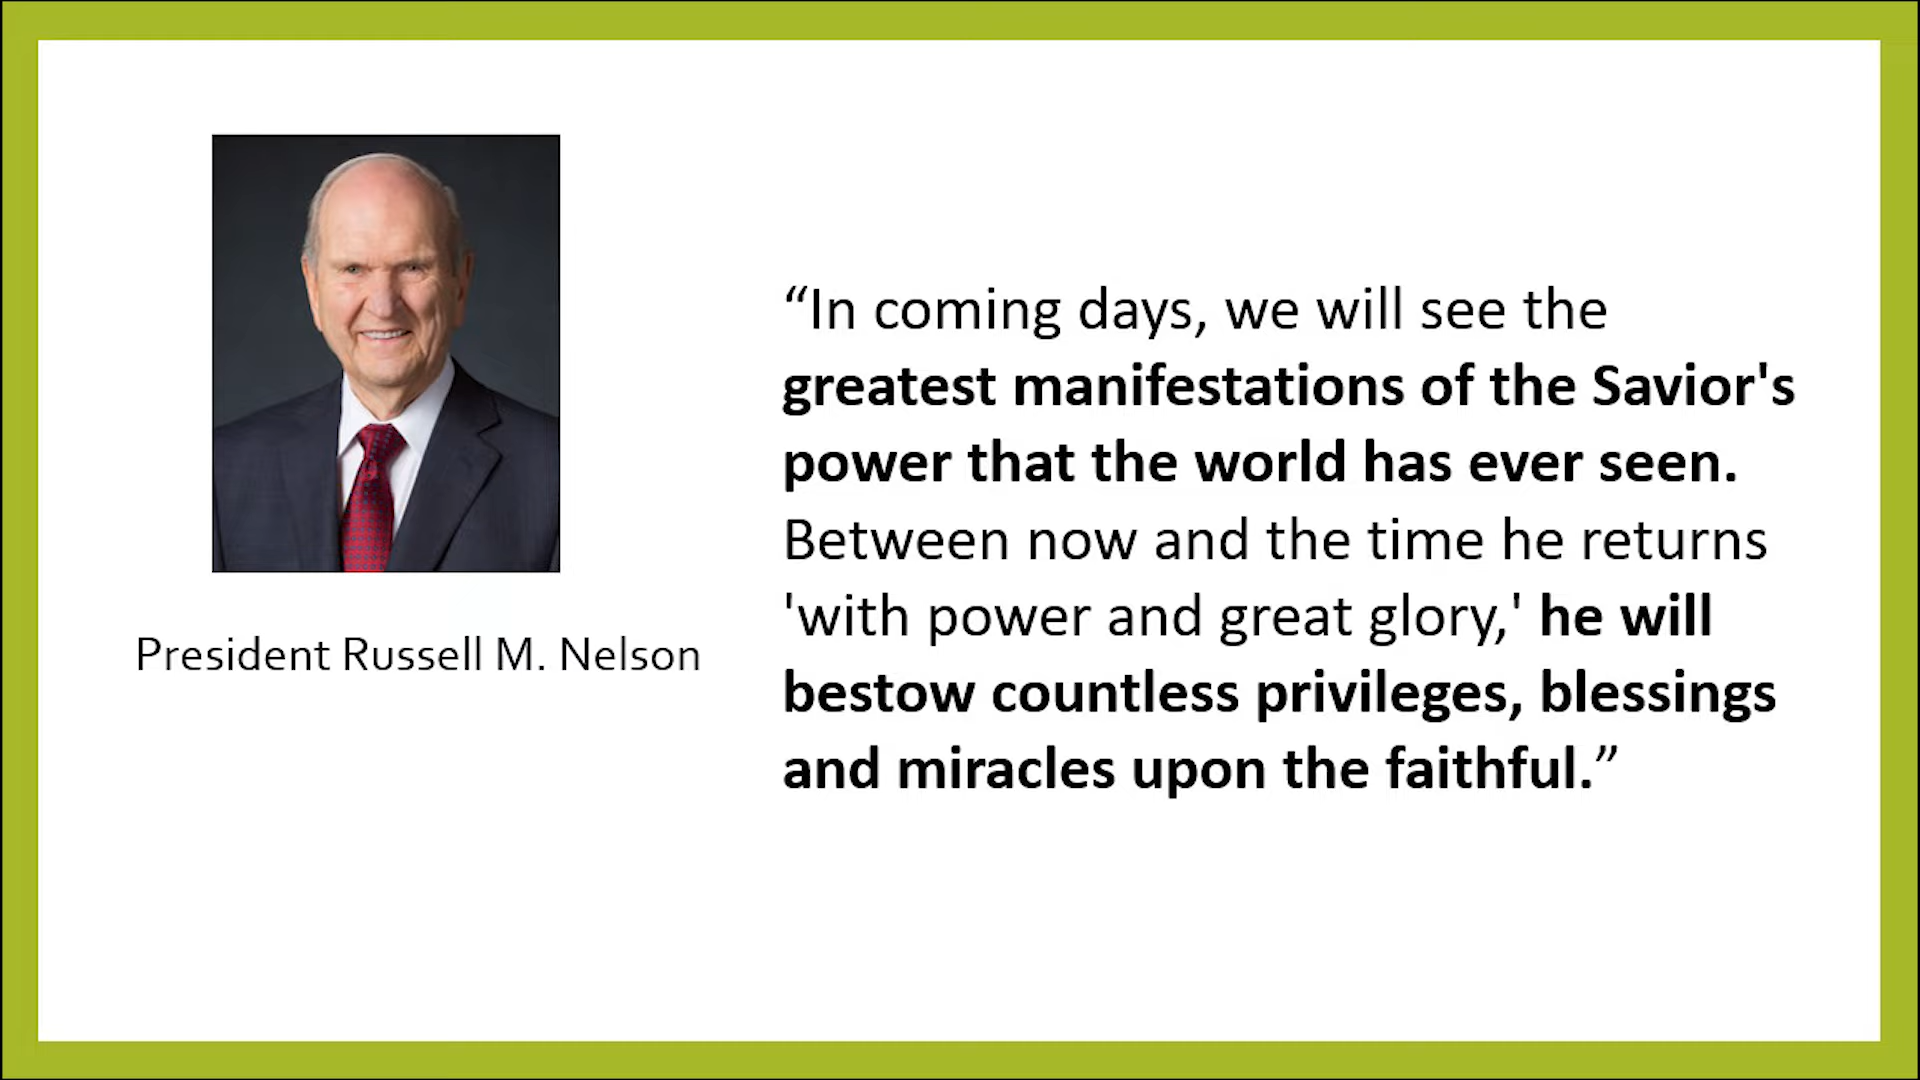 President Russell M. Nelson
“In coming days, we will see the
greatest manifestations of the Savior's
power that the world has ever seen.
Between now and the time he returns
'with power and great glory,' he will
bestow countless privileges, blessings
and miracles upon the faithful.”